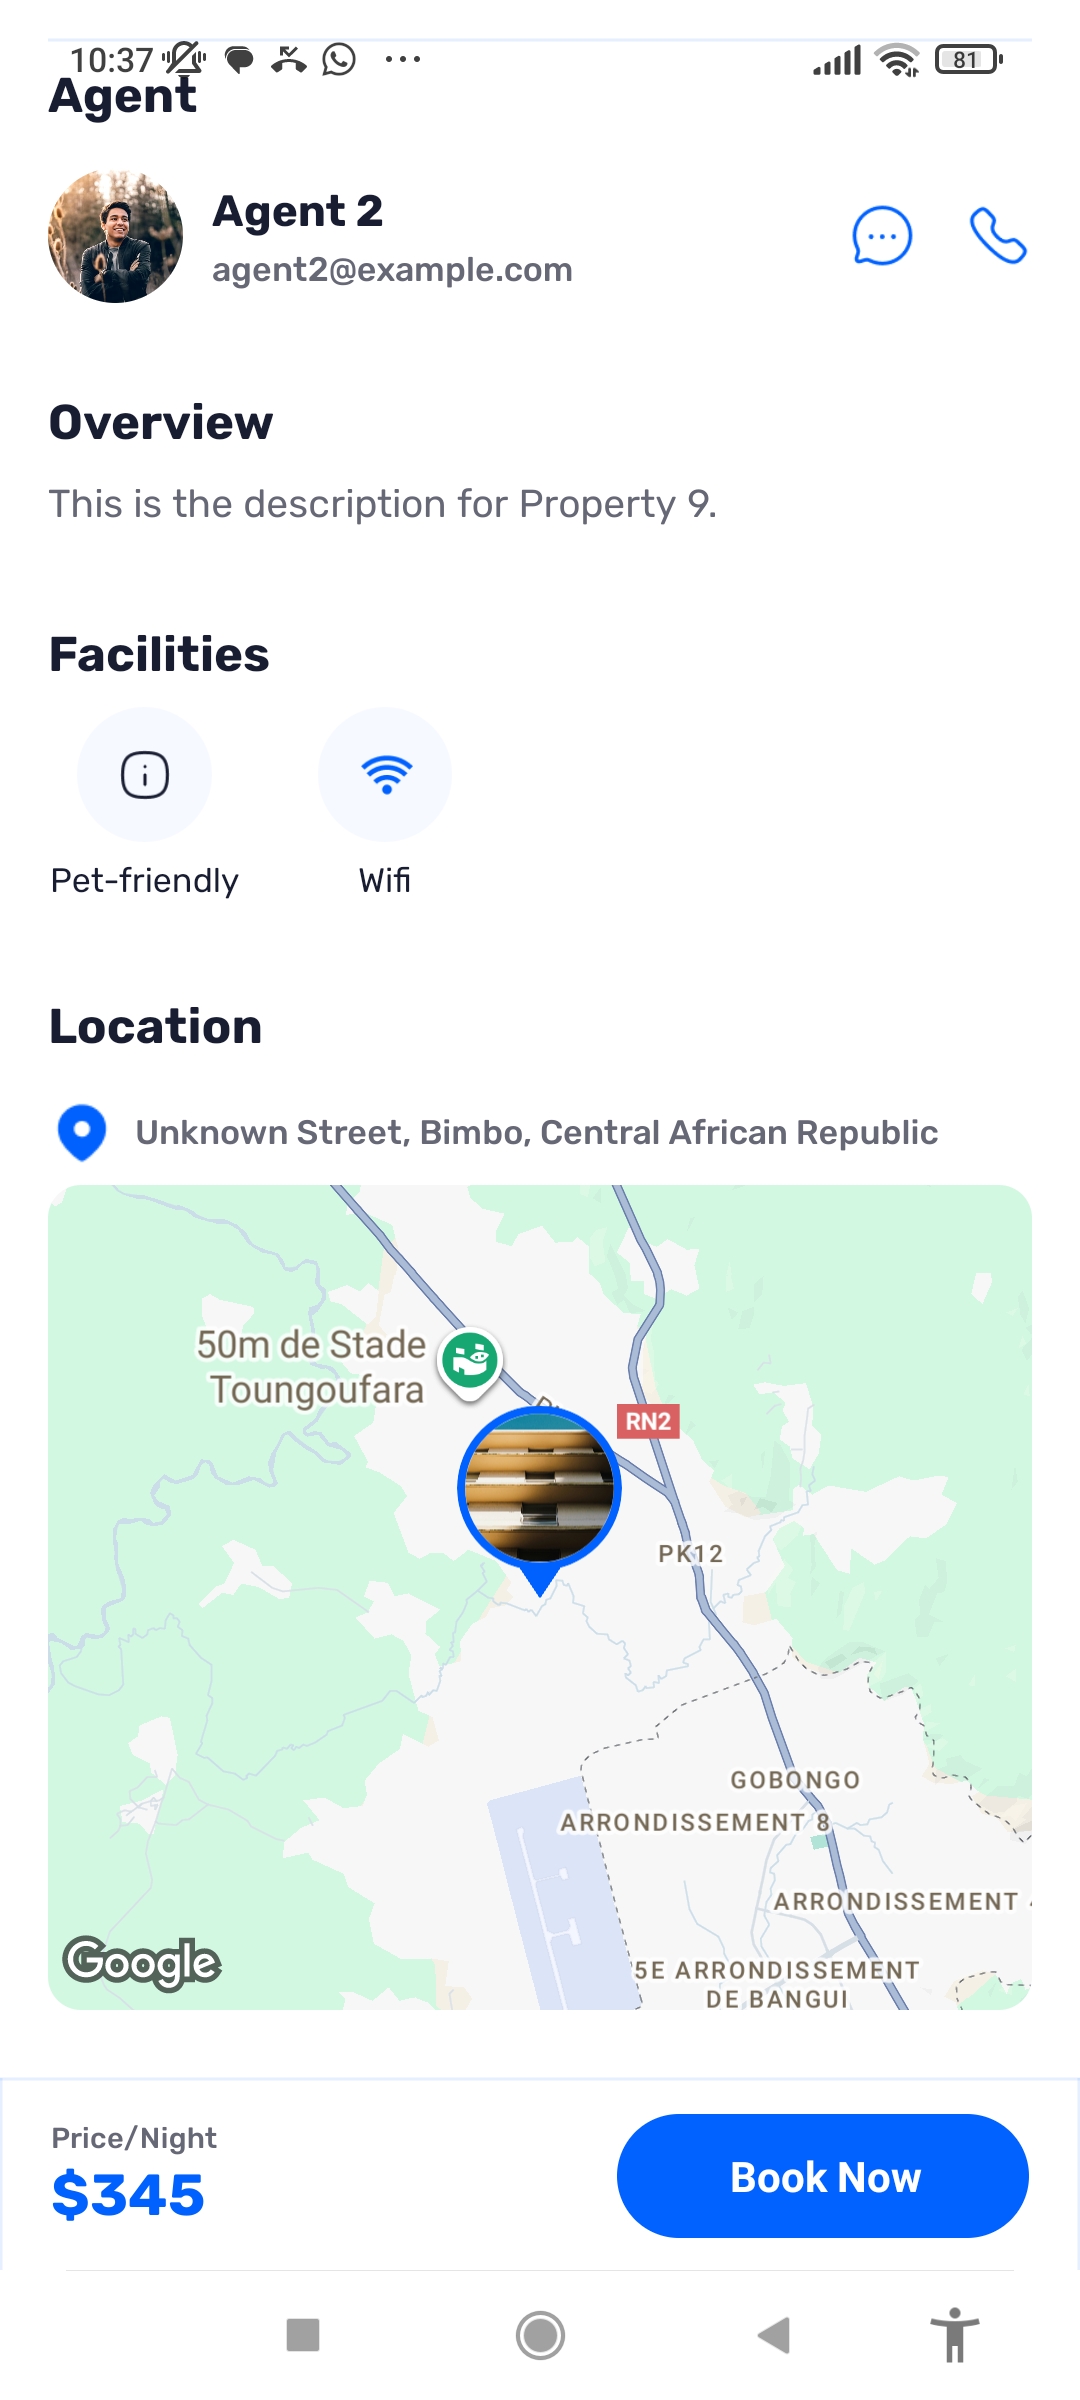 10:37
81
Agent
Agent 2
agent2@example.com
Overview
This is the description for Property 9.
Facilities
Pet-friendly
Wifi
Location
Unknown Street, Bimbo, Central African Republic
50m de Stade
Toungoufara
RN2
PK12
GOBONGO
ARRONDISSEMENT 8
ARRONDISSEMENT
5E ARRONDISSEMENT
DE BANGUI
Google
Price/Night
$345
Book Now